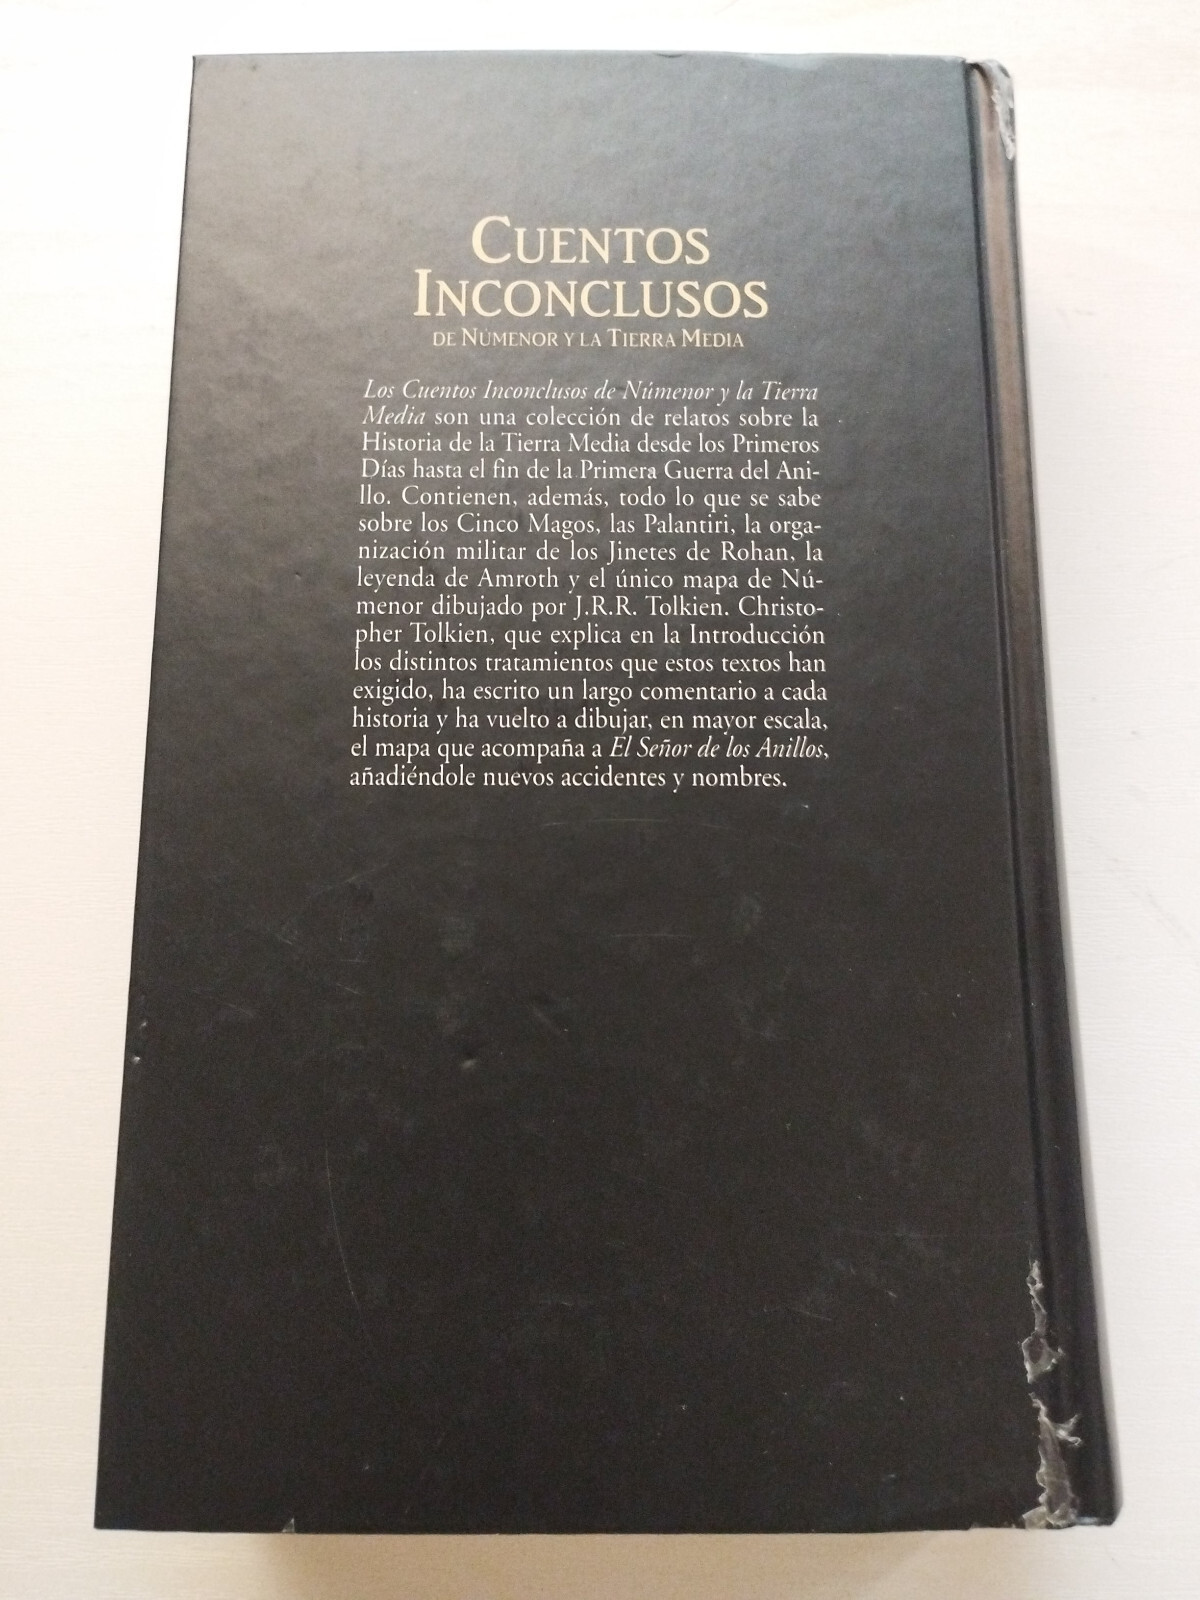 CUENTOS
INCONCLUSOS
DE NÚMENOR Y LA TIERRA MEDIA
Los Cuentos Inconclusos de Númenor y la Tierra
Media son una colección de relatos sobre la
Historia de la Tierra Media desde los Primeros
Días hasta el fin de la Primera Guerra del Ani-
llo. Contienen, además, todo lo que se sabe
sobre los Cinco Magos, las Palantiri, la orga-
nización militar de los Jinetes de Rohan, la
leyenda de Amroth y el único mapa de Nú-
menor dibujado por J.R.R. Tolkien. Christo-
pher Tolkien, que explica en la Introducción
los distintos tratamientos que estos textos han
exigido, ha escrito un largo comentario a cada
historia y ha vuelto a dibujar, en mayor escala,
el mapa que acompaña a El Señor de los Anillos,
añadiéndole nuevos accidentes y nombres.